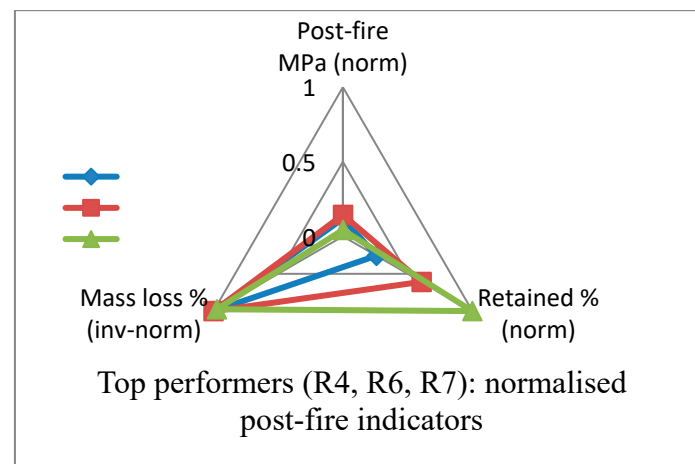 Post-fire
MPa (norm)
1
0.5
0
Mass loss %
(inv-norm)
Retained %
(norm)
Top performers (R4, R6, R7): normalised
post-fire indicators